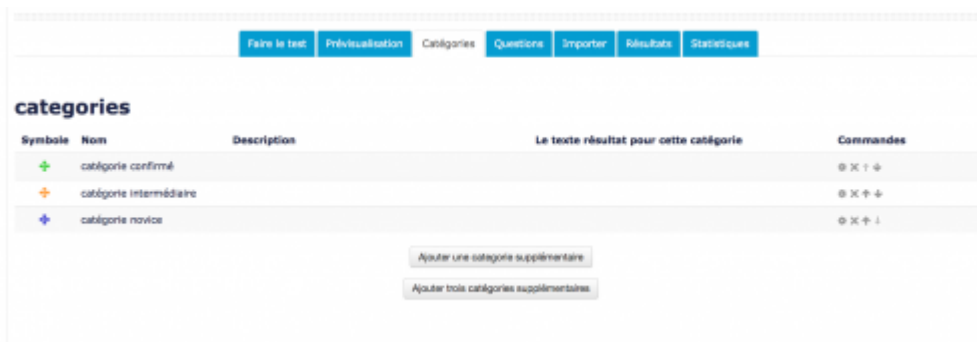 Faire le test Prévisualisation Catégories Questions Importer Résultats Statistiques
categories
Symbole Nom Description Le texte résultat pour cette catégorie Commandes
catégorie confirmé
catégorie intermédiaire
catégorie novice
Ajouter une categorie supplémentaire
Ajouter trois catégories supplémentaires